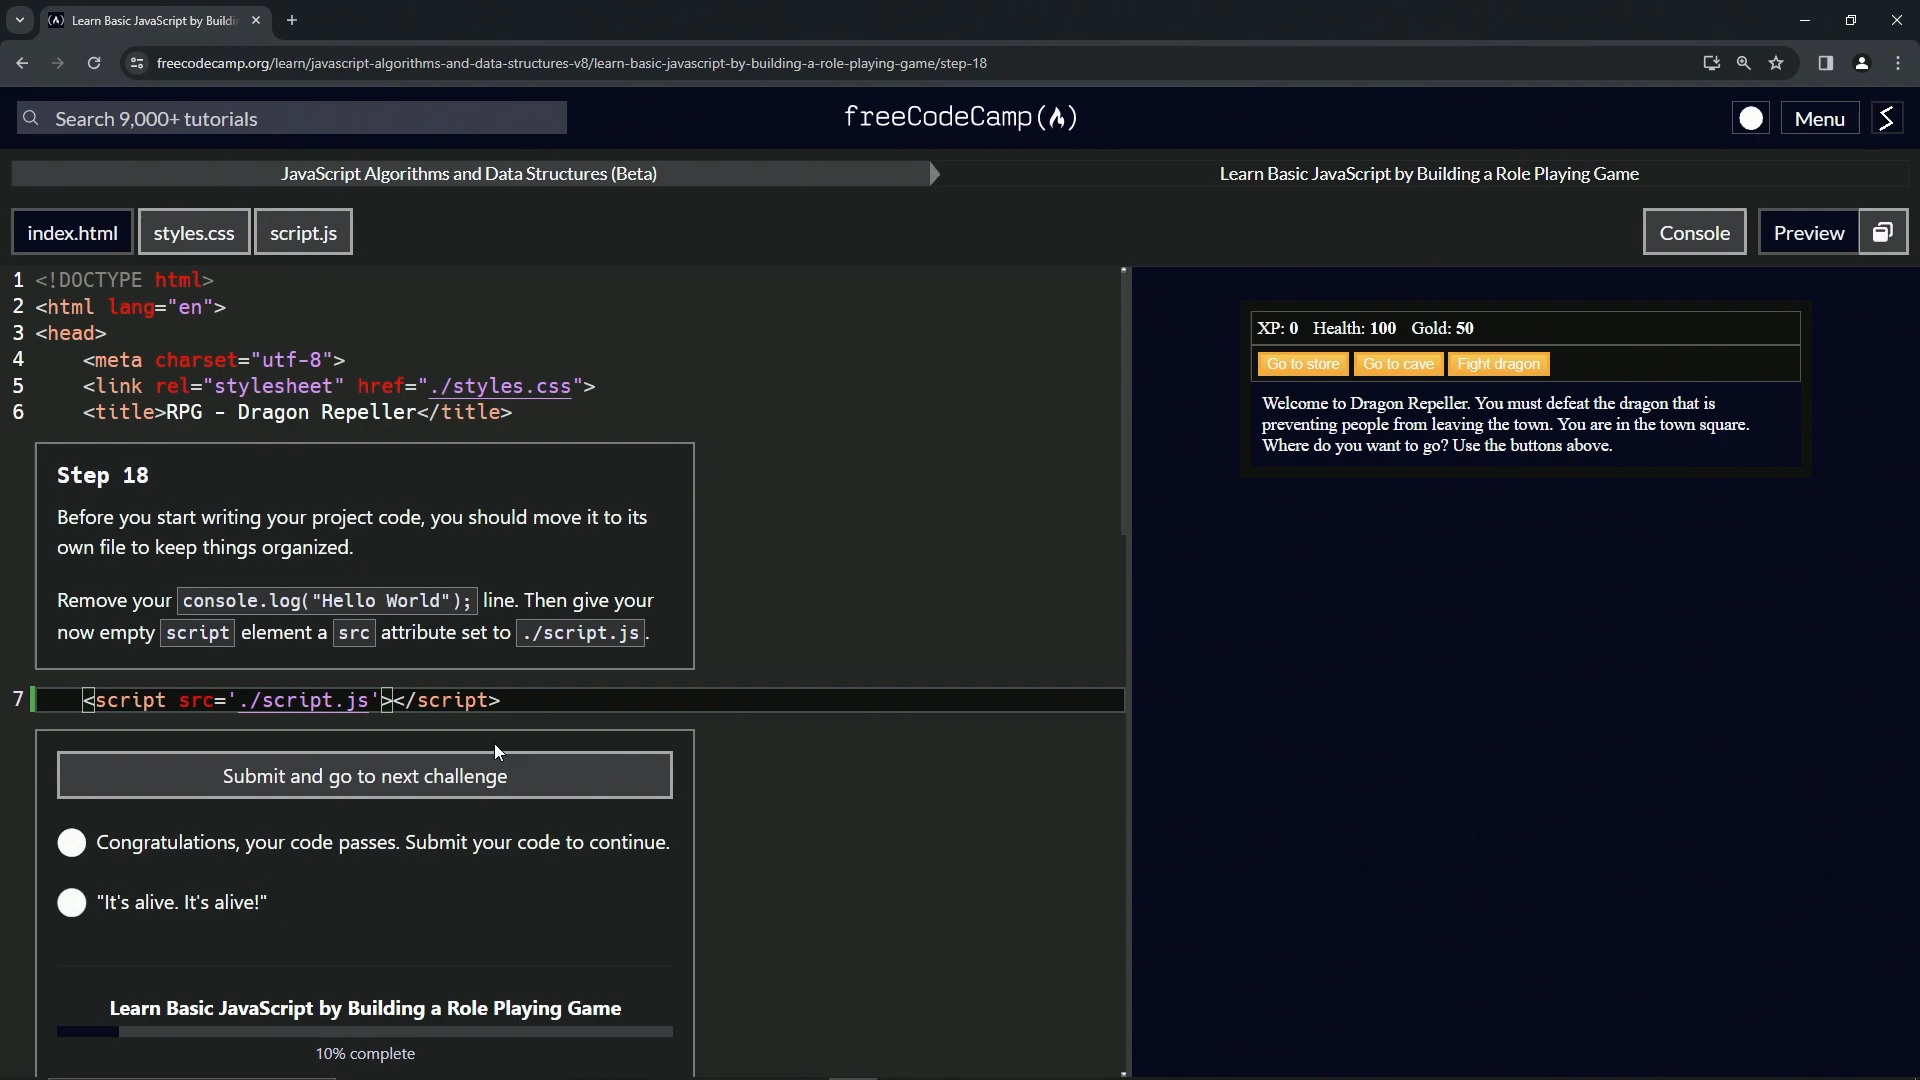 Learn Basic JavaScript by Buildi
freecodecamp.org/learn/javascript-algorithms-and-data-structures-v8/learn-basic-javascript-by-building-a-role-playing-game/step-18
Search 9,000+ tutorials
freeCodeCamp(🔥)
Menu
JavaScript Algorithms and Data Structures (Beta)
Learn Basic JavaScript by Building a Role Playing Game
index.html
styles.css
script.js
Console
Preview
1 <!DOCTYPE html>
2 <html lang="en">
3 <head>
4 <meta charset="utf-8">
5 <link rel="stylesheet" href="./styles.css">
6 <title>RPG - Dragon Repeller</title>
Step 18
Before you start writing your project code, you should move it to its
own file to keep things organized.
Remove your console.log("Hello World"); line. Then give your
now empty script element a src attribute set to ./script.js.
7 <script src='./script.js'></script>
Submit and go to next challenge
Congratulations, your code passes. Submit your code to continue.
"It's alive. It's alive!"
Learn Basic JavaScript by Building a Role Playing Game
10% complete
XP: 0 Health: 100 Gold: 50
Go to store
Go to cave
Fight dragon
Welcome to Dragon Repeller. You must defeat the dragon that is
preventing people from leaving the town. You are in the town square.
Where do you want to go? Use the buttons above.